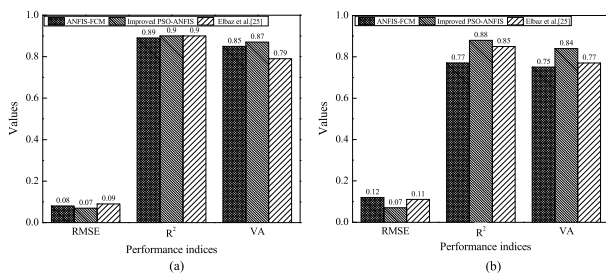 (a)
ANFIS-FCM Improved PSO-ANFIS Elbaz et al.[25]
1.0
0.8
0.6
0.4
0.2
0.0
Values
0.08 0.07 0.09
0.89 0.9 0.9
0.85 0.87 0.79
RMSE R² VA
Performance indices
(a)
(b)
ANFIS-FCM Improved PSO-ANFIS Elbaz et al.[25]
1.0
0.8
0.6
0.4
0.2
0.0
Values
0.12 0.07 0.11
0.77 0.88 0.85
0.75 0.84 0.77
RMSE R² VA
Performance indices
(b)